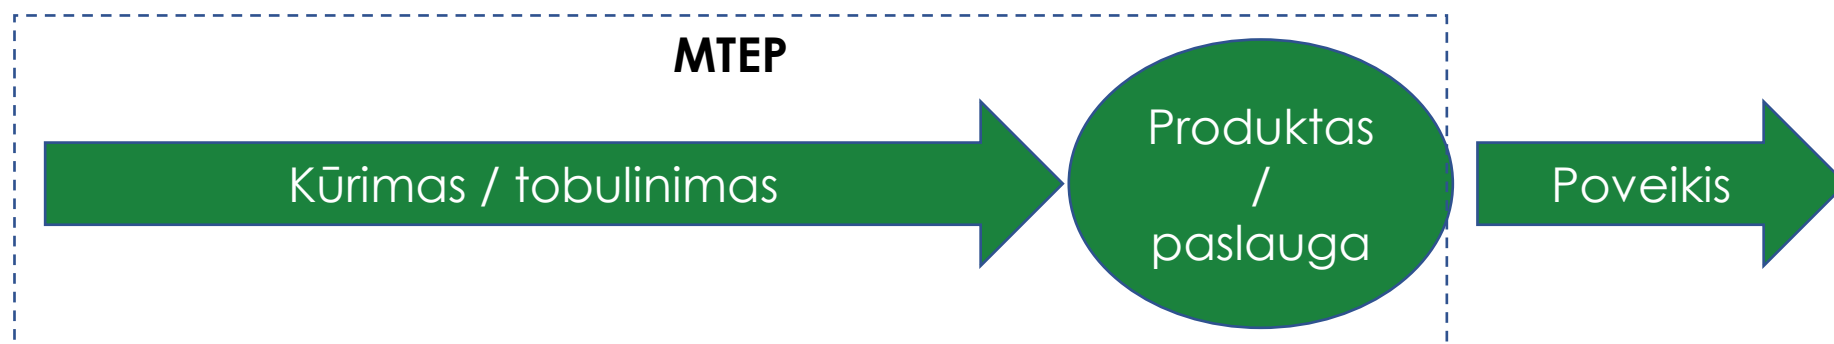 MTEP
Kūrimas / tobulinimas
Produktas
/
paslauga
Poveikis